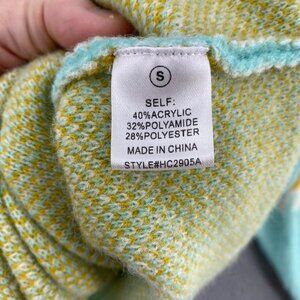 S
SELF:
40%ACRYLIC
32%POLYAMIDE
28%POLYESTER
MADE IN CHINA
STYLE#HC2905A